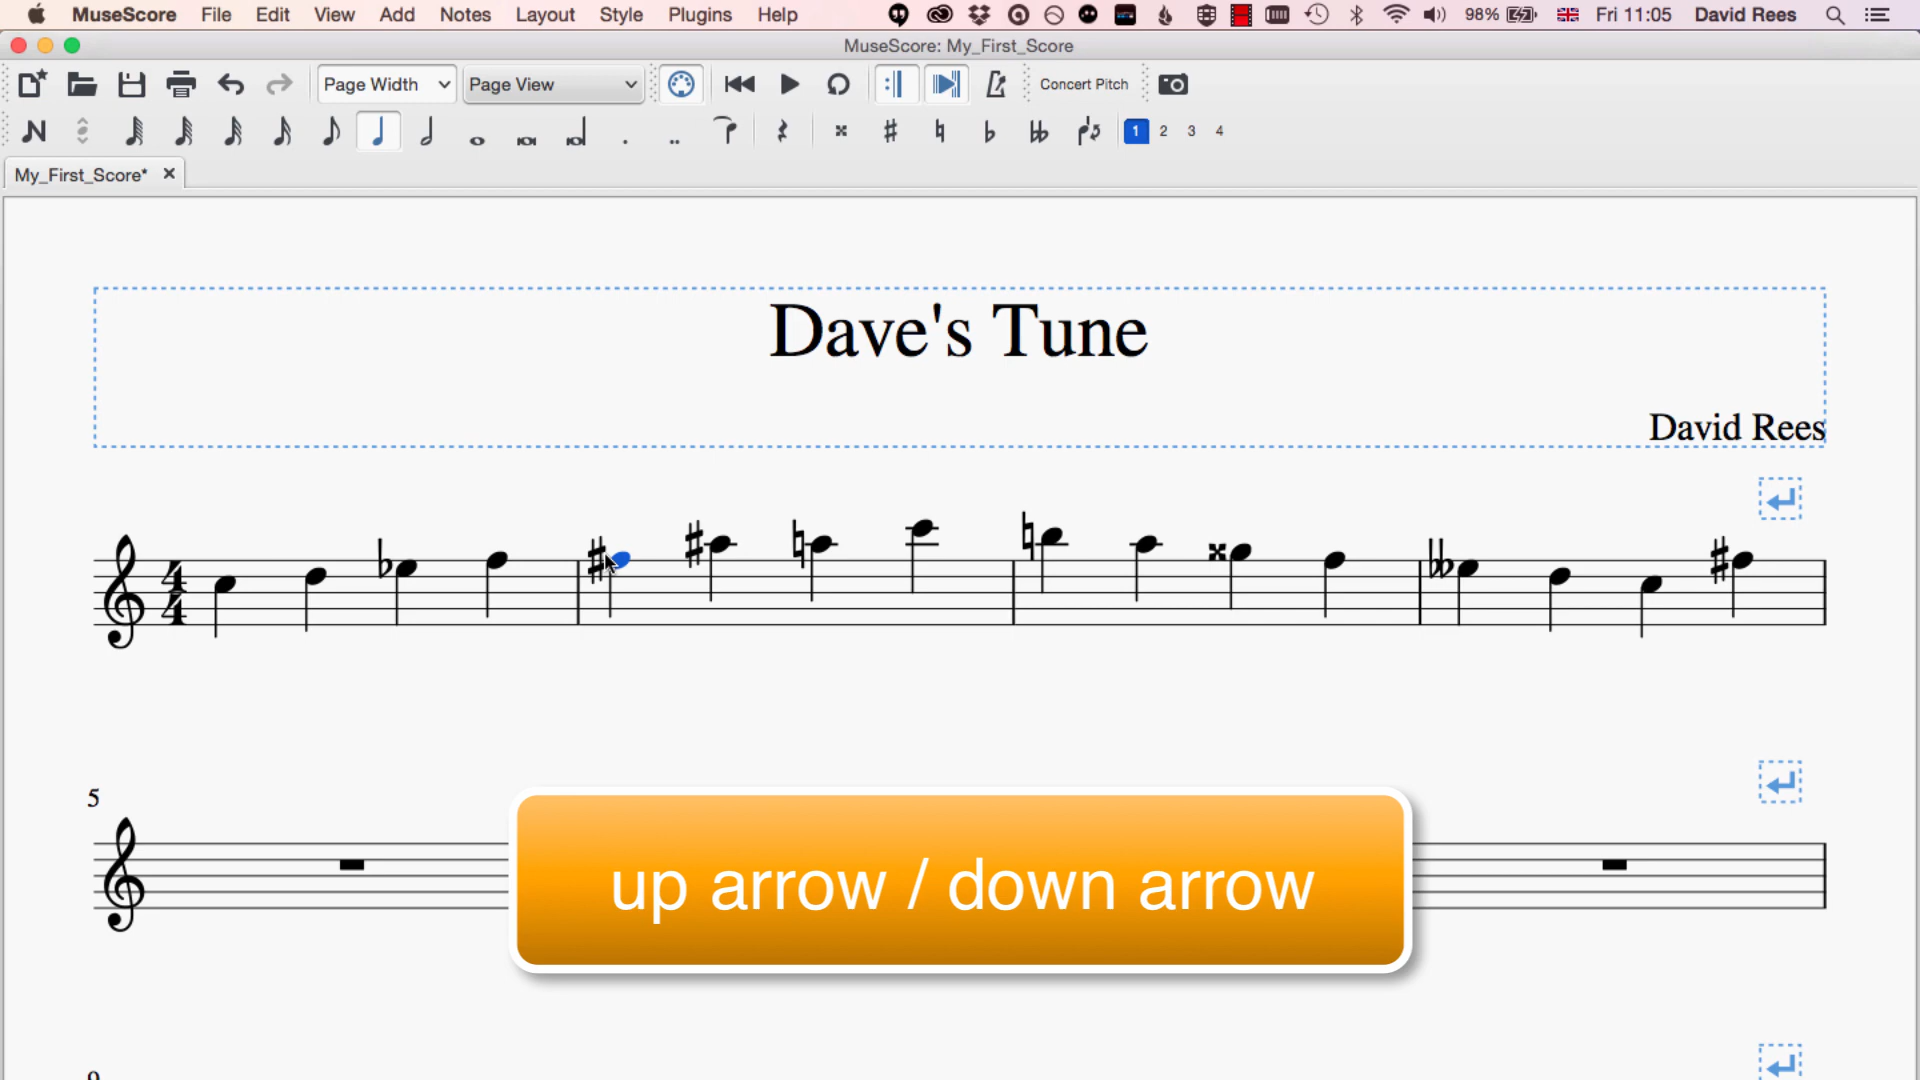 MuseScore File Edit View Add Notes Layout Style Plugins Help 98% Fri 11:05 David Rees
MuseScore: My_First_Score
Page Width Page View Concert Pitch
1 2 3 4
My_First_Score*
Dave's Tune
David Rees
4
4
5
up arrow / down arrow